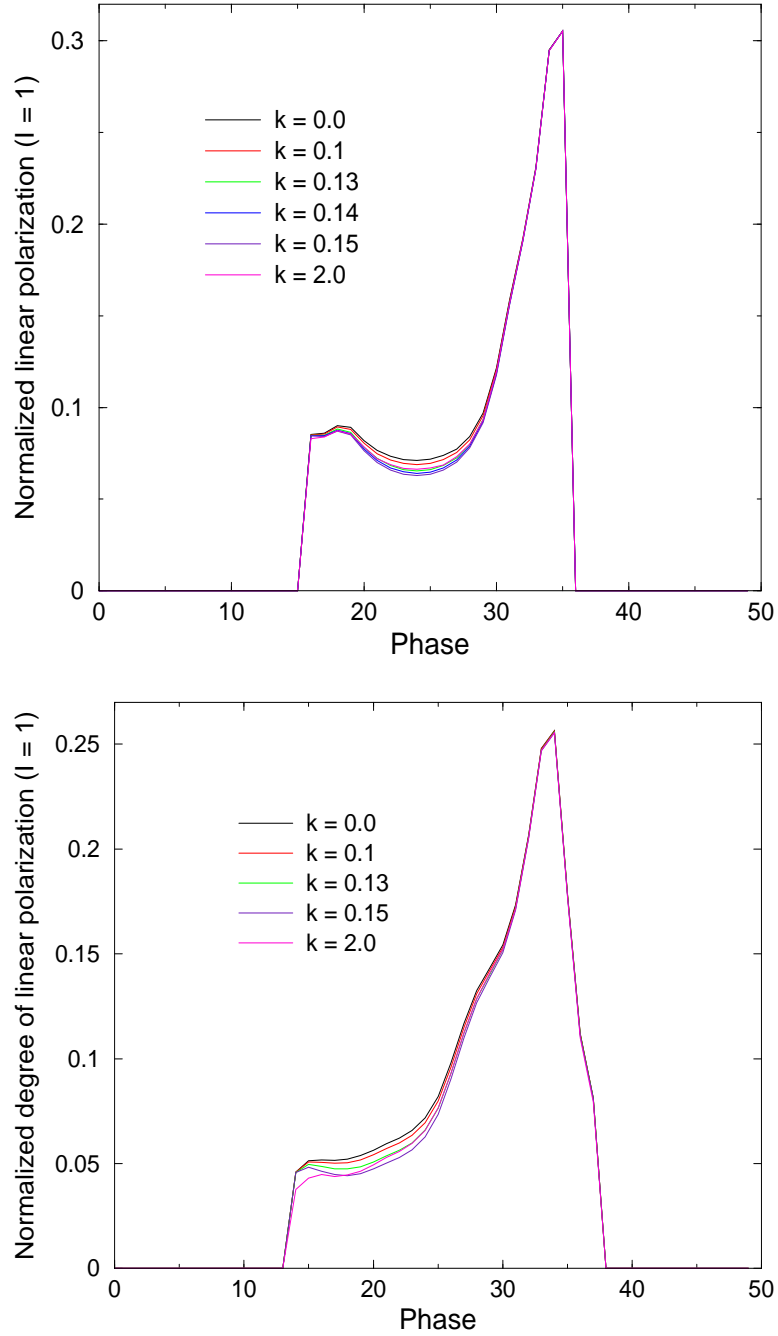 Normalized linear polarization (I = 1)
0.3
0.2
0.1
0
k = 0.0
k = 0.1
k = 0.13
k = 0.14
k = 0.15
k = 2.0
0 10 20 30 40 50
Phase
Normalized degree of linear polarization (I = 1)
0.25
0.2
0.15
0.1
0.05
0
k = 0.0
k = 0.1
k = 0.13
k = 0.15
k = 2.0
0 10 20 30 40 50
Phase